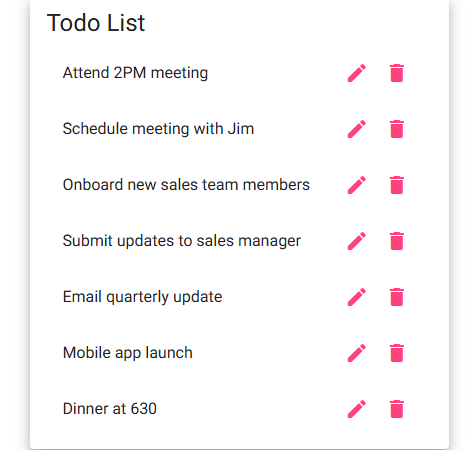 Todo List
Attend 2PM meeting
Schedule meeting with Jim
Onboard new sales team members
Submit updates to sales manager
Email quarterly update
Mobile app launch
Dinner at 630